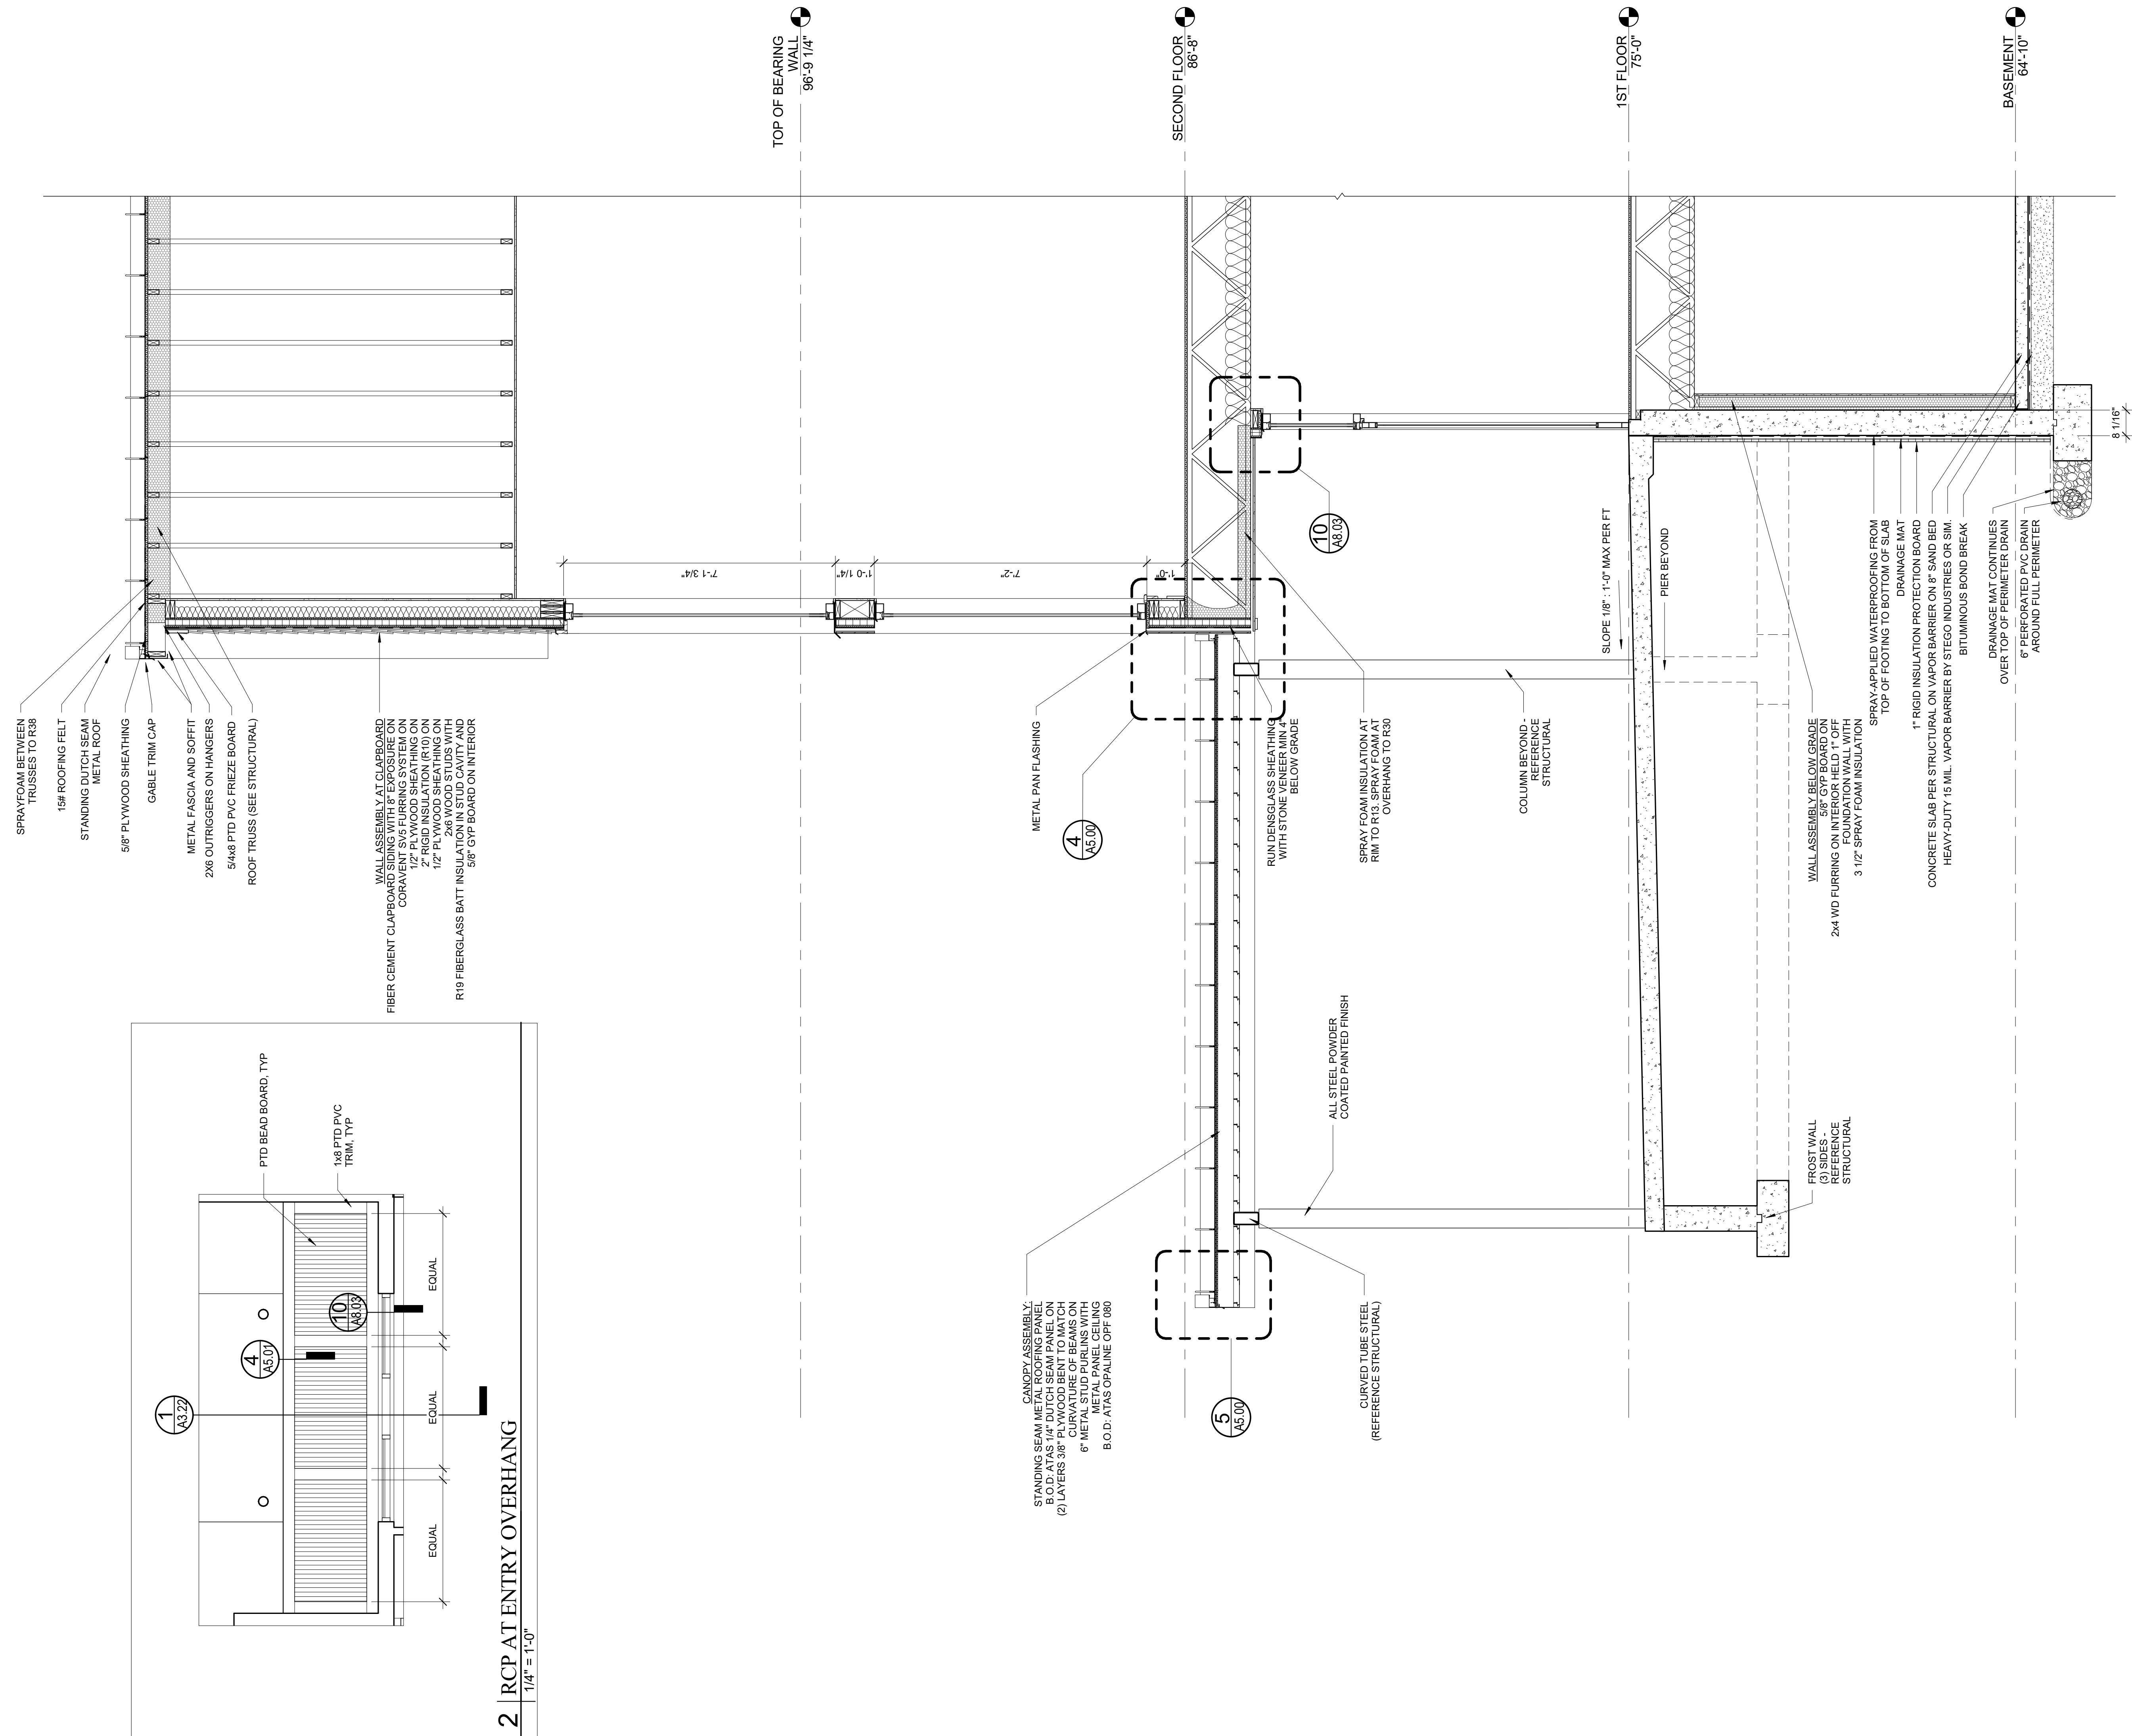 TOP OF BEARING
WALL
96'-9 1/4"
SECOND FLOOR
86'-8"
1ST FLOOR
75'-0"
BASEMENT
64'-10"
SPRAYFOAM BETWEEN
TRUSSES TO R38
15# ROOFING FELT
STANDING DUTCH SEAM
METAL ROOF
5/8" PLYWOOD SHEATHING
GABLE TRIM CAP
METAL FASCIA AND SOFFIT
2X6 OUTRIGGERS ON HANGERS
5/4x8 PTD PVC FRIEZE BOARD
ROOF TRUSS (SEE STRUCTURAL)
WALL ASSEMBLY AT CLAPBOARD
FIBER CEMENT CLAPBOARD SIDING WITH 8" EXPOSURE ON
CORAVENT SV5 FURRING SYSTEM ON
1/2" PLYWOOD SHEATHING ON
2" RIGID INSULATION (R10) ON
1/2" PLYWOOD SHEATHING ON
2x6 WOOD STUDS WITH
R19 FIBERGLASS BATT INSULATION IN STUD CAVITY AND
5/8" GYP BOARD ON INTERIOR
7'-1 3/4"
1'-0 1/4"
7'-2"
1'-0"
METAL PAN FLASHING
4
A5.00
RUN DENSGLASS SHEATHING
WITH STONE VENEER MIN 4"
BELOW GRADE
10
A8.03
SPRAY FOAM INSULATION AT
RIM TO R13. SPRAY FOAM AT
OVERHANG TO R30
COLUMN BEYOND -
REFERENCE
STRUCTURAL
SLOPE 1/8" : 1'-0" MAX PER FT
PIER BEYOND
WALL ASSEMBLY BELOW GRADE
5/8" GYP BOARD ON
2x4 WD FURRING ON INTERIOR HELD 1" OFF
FOUNDATION WALL WITH
3 1/2" SPRAY FOAM INSULATION
SPRAY-APPLIED WATERPROOFING FROM
TOP OF FOOTING TO BOTTOM OF SLAB
DRAINAGE MAT
1" RIGID INSULATION PROTECTION BOARD
CONCRETE SLAB PER STRUCTURAL ON VAPOR BARRIER ON 8" SAND BED
HEAVY-DUTY 15 MIL. VAPOR BARRIER BY STEGO INDUSTRIES OR SIM.
BITUMINOUS BOND BREAK
DRAINAGE MAT CONTINUES
OVER TOP OF PERIMETER DRAIN
6" PERFORATED PVC DRAIN
AROUND FULL PERIMETER
8 1/16"
CANOPY ASSEMBLY:
STANDING SEAM METAL ROOFING PANEL
B.O.D: ATAS 1/4" DUTCH SEAM PANEL ON
(2) LAYERS 3/8" PLYWOOD BENT TO MATCH
CURVATURE OF BEAMS ON
6" METAL STUD PURLINS WITH
METAL PANEL CEILING
B.O.D: ATAS OPALINE OPF 080
5
A5.00
ALL STEEL POWDER
COATED PAINTED FINISH
CURVED TUBE STEEL
(REFERENCE STRUCTURAL)
FROST WALL
(3) SIDES -
REFERENCE
STRUCTURAL
1
A3.22
4
A5.01
10
A8.03
PTD BEAD BOARD, TYP
1x8 PTD PVC
TRIM, TYP
EQUAL
EQUAL
EQUAL
2
RCP AT ENTRY OVERHANG
1/4" = 1'-0"